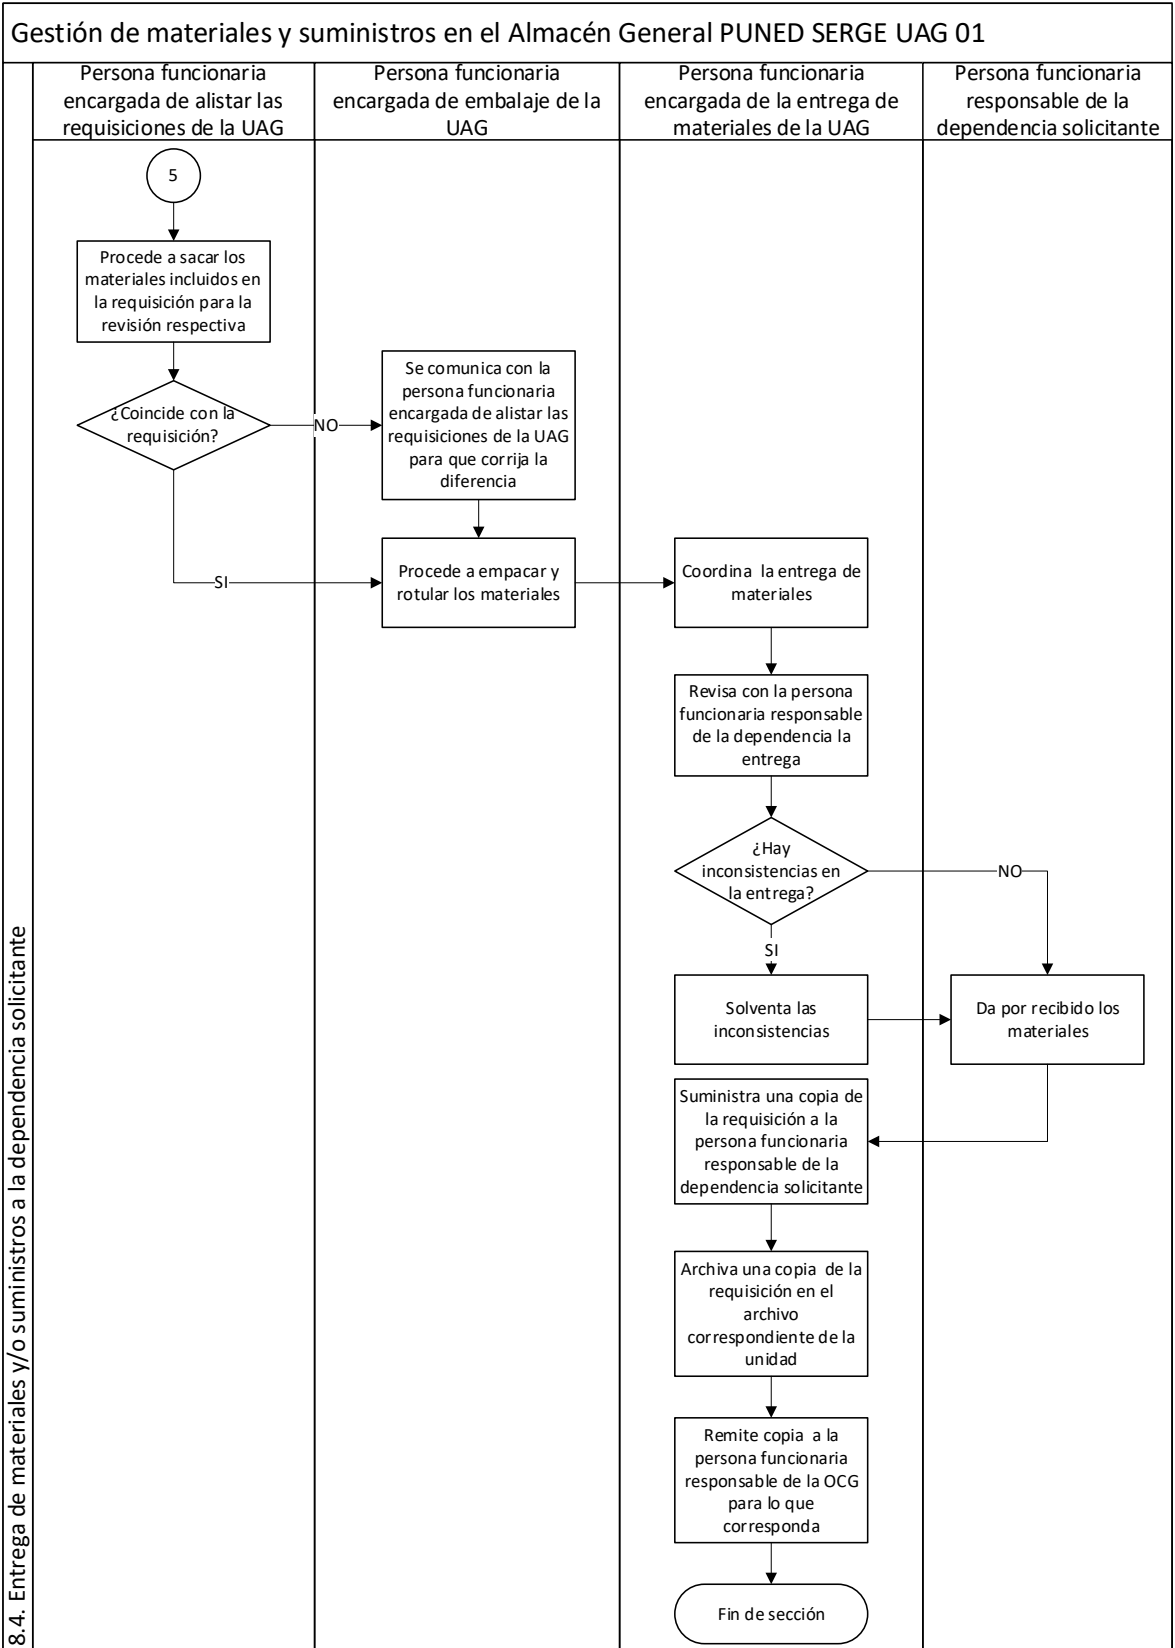 Gestión de materiales y suministros en el Almacén General PUNED SERGE UAG 01
8.4. Entrega de materiales y/o suministros a la dependencia solicitante
Persona funcionaria
encargada de alistar las
requisiciones de la UAG
Persona funcionaria
encargada de embalaje de la
UAG
Persona funcionaria
encargada de la entrega de
materiales de la UAG
Persona funcionaria
responsable de la
dependencia solicitante
5
Procede a sacar los
materiales incluidos en
la requisición para la
revisión respectiva
¿Coincide con la
requisición?
NO
Se comunica con la
persona funcionaria
encargada de alistar las
requisiciones de la UAG
para que corrija la
diferencia
SI
Procede a empacar y
rotular los materiales
Coordina la entrega de
materiales
Revisa con la persona
funcionaria responsable
de la dependencia la
entrega
¿Hay
inconsistencias en
la entrega?
NO
SI
Solventa las
inconsistencias
Da por recibido los
materiales
Suministra una copia de
la requisición a la
persona funcionaria
responsable de la
dependencia solicitante
Archiva una copia de la
requisición en el
archivo
correspondiente de la
unidad
Remite copia a la
persona funcionaria
responsable de la OCG
para lo que
corresponda
Fin de sección